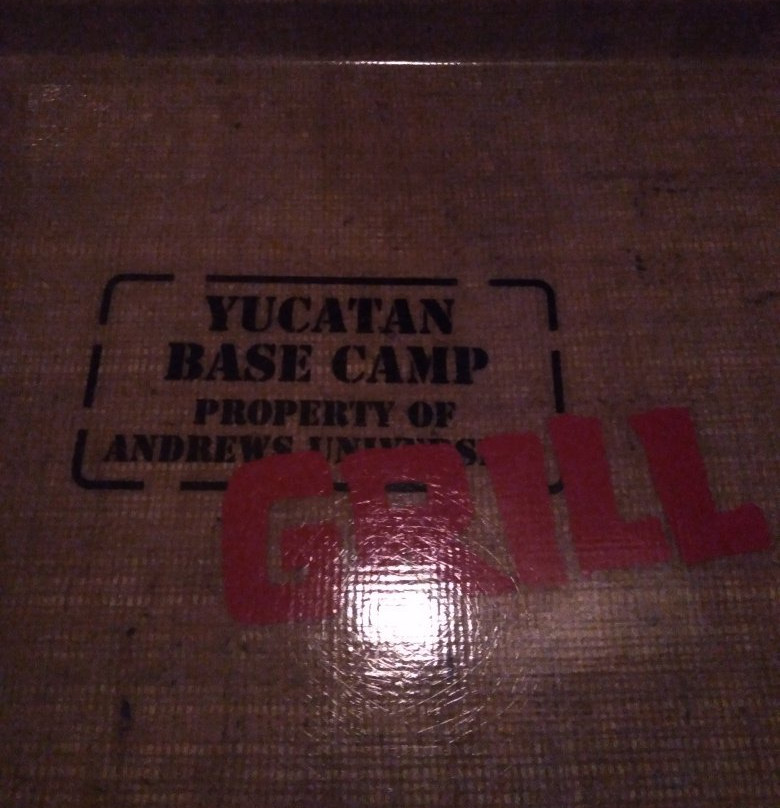 YUCATAN
BASE CAMP
PROPERTY OF
ANDREWS
GRILL